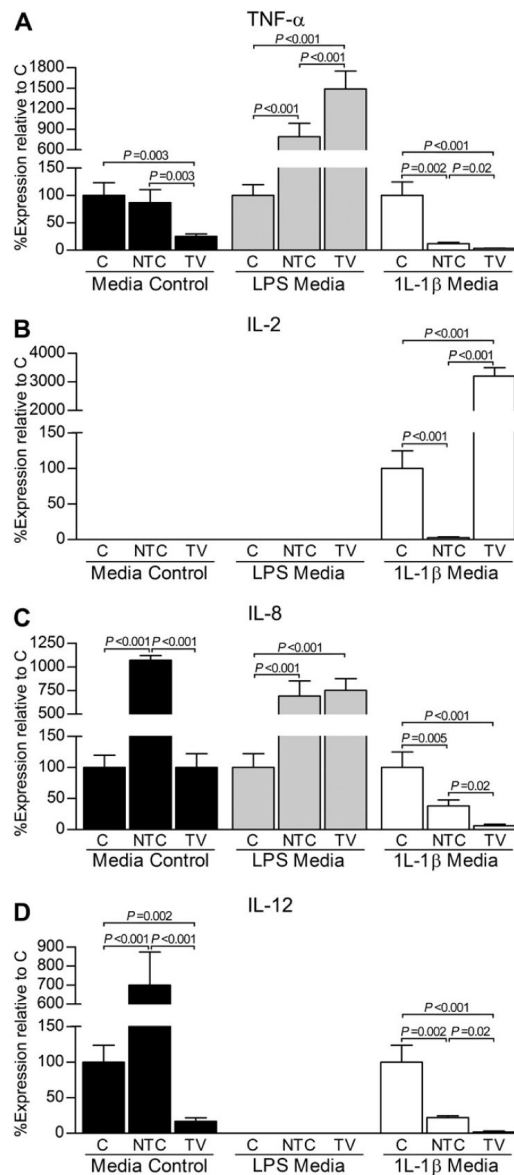 A
TNF-α
%Expression relative to C
1800
1500
1200
900
600
150
100
50
0
P=0.003
P=0.003
P<0.001
P<0.001
P<0.001
P<0.001
P=0.002
P=0.02
C NTC TV C NTC TV C NTC TV
Media Control LPS Media 1L-1β Media
B
IL-2
%Expression relative to C
4000
3000
2000
150
100
50
0
P<0.001
P<0.001
P<0.001
C NTC TV C NTC TV C NTC TV
Media Control LPS Media 1L-1β Media
C
IL-8
%Expression relative to C
1250
1000
750
500
150
100
50
0
P<0.001 P<0.001
P<0.001
P<0.001
P<0.001
P=0.005
P=0.02
C NTC TV C NTC TV C NTC TV
Media Control LPS Media 1L-1β Media
D
IL-12
%Expression relative to C
900
800
700
600
150
100
50
0
P=0.002
P<0.001 P<0.001
P<0.001
P=0.002 P=0.02
C NTC TV C NTC TV C NTC TV
Media Control LPS Media 1L-1β Media